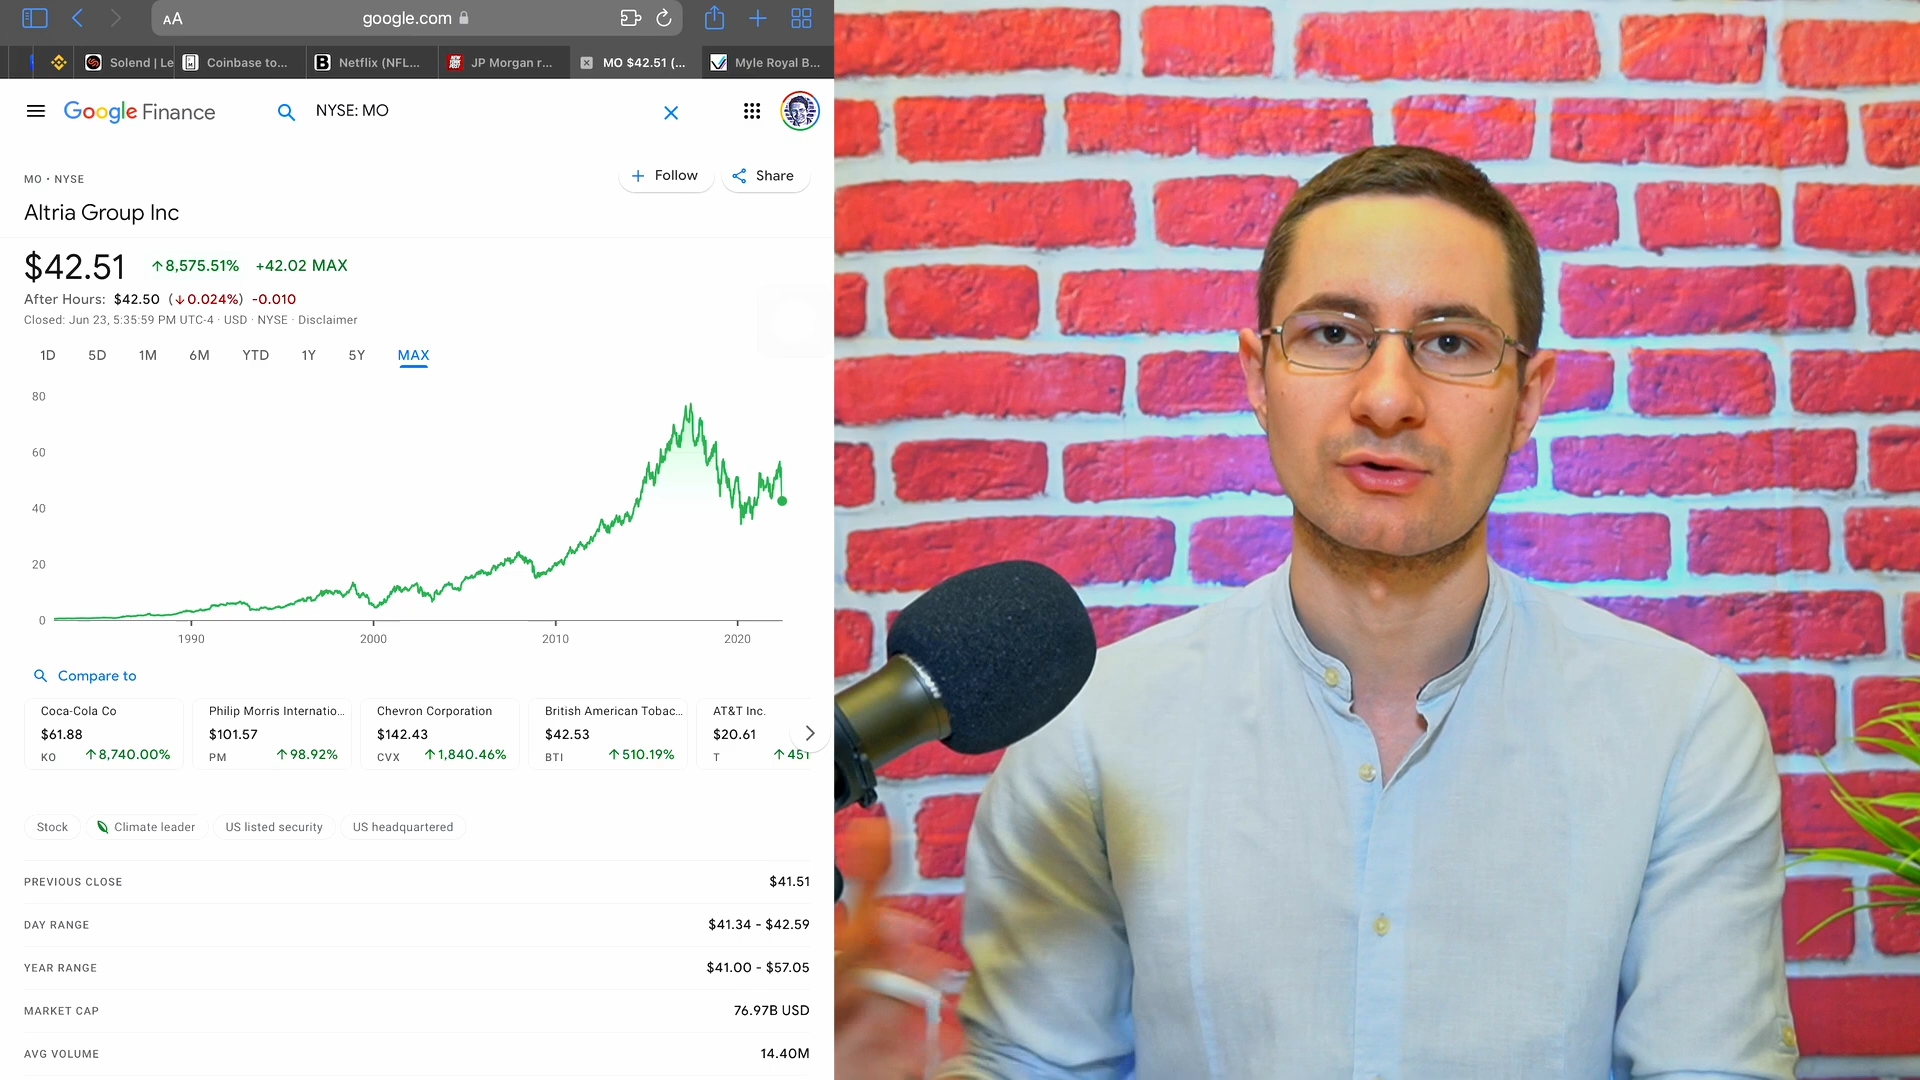 AA
google.com
Solend | Le
Coinbase to...
Netflix (NFL...
JP Morgan r...
MO $42.51 (...
Myle Royal B...
Google Finance
NYSE: MO
MO • NYSE
Follow
Share
Altria Group Inc
$42.51 ↑8,575.51% +42.02 MAX
After Hours: $42.50 (↓0.024%) -0.010
Closed: Jun 23, 5:35:59 PM UTC-4 · USD · NYSE · Disclaimer
1D 5D 1M 6M YTD 1Y 5Y MAX
80
60
40
20
0
1990 2000 2010 2020
Compare to
Coca-Cola Co
$61.88
KO ↑8,740.00%
Philip Morris Internatio...
$101.57
PM ↑98.92%
Chevron Corporation
$142.43
CVX ↑1,840.46%
British American Tobac...
$42.53
BTI ↑510.19%
AT&T Inc.
$20.61
T ↑451
Stock
Climate leader
US listed security
US headquartered
PREVIOUS CLOSE $41.51
DAY RANGE $41.34 - $42.59
YEAR RANGE $41.00 - $57.05
MARKET CAP 76.97B USD
AVG VOLUME 14.40M